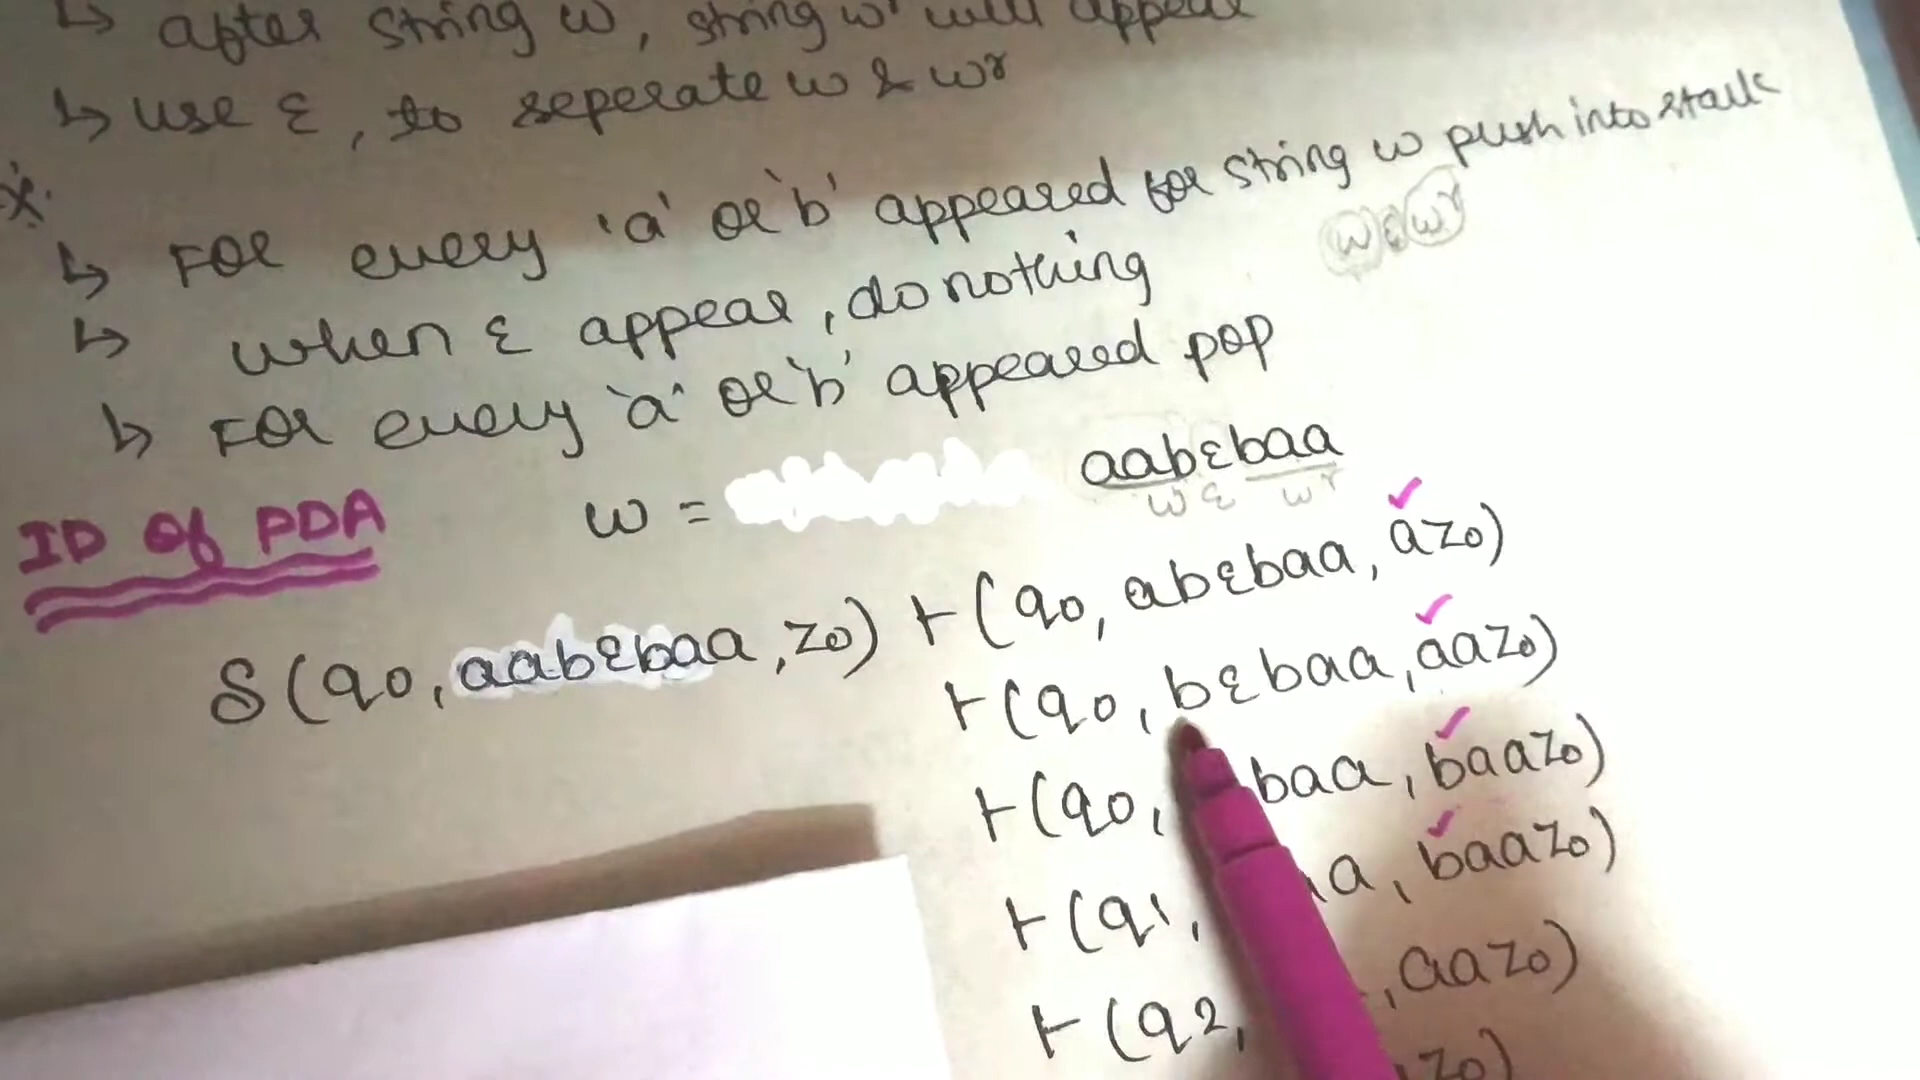 ↳ after string w, string wr will appear
↳ use ε, to seperate w & wr
↳ For every 'a' or 'b' appeared for string w push into stack
w ε wr
↳ when ε appear, do nothing
↳ For every 'a' or 'b' appeared pop
w = aabεbaa
w ε wr
ID of PDA
δ(q0, aabεbaa, z0) ⊢ (q0, abεbaa, az0)
⊢ (q0, bεbaa, aaz0)
⊢ (q0, baa, baaz0)
⊢ (q1, a, baaz0)
⊢ (q2, , aaz0)
z0)